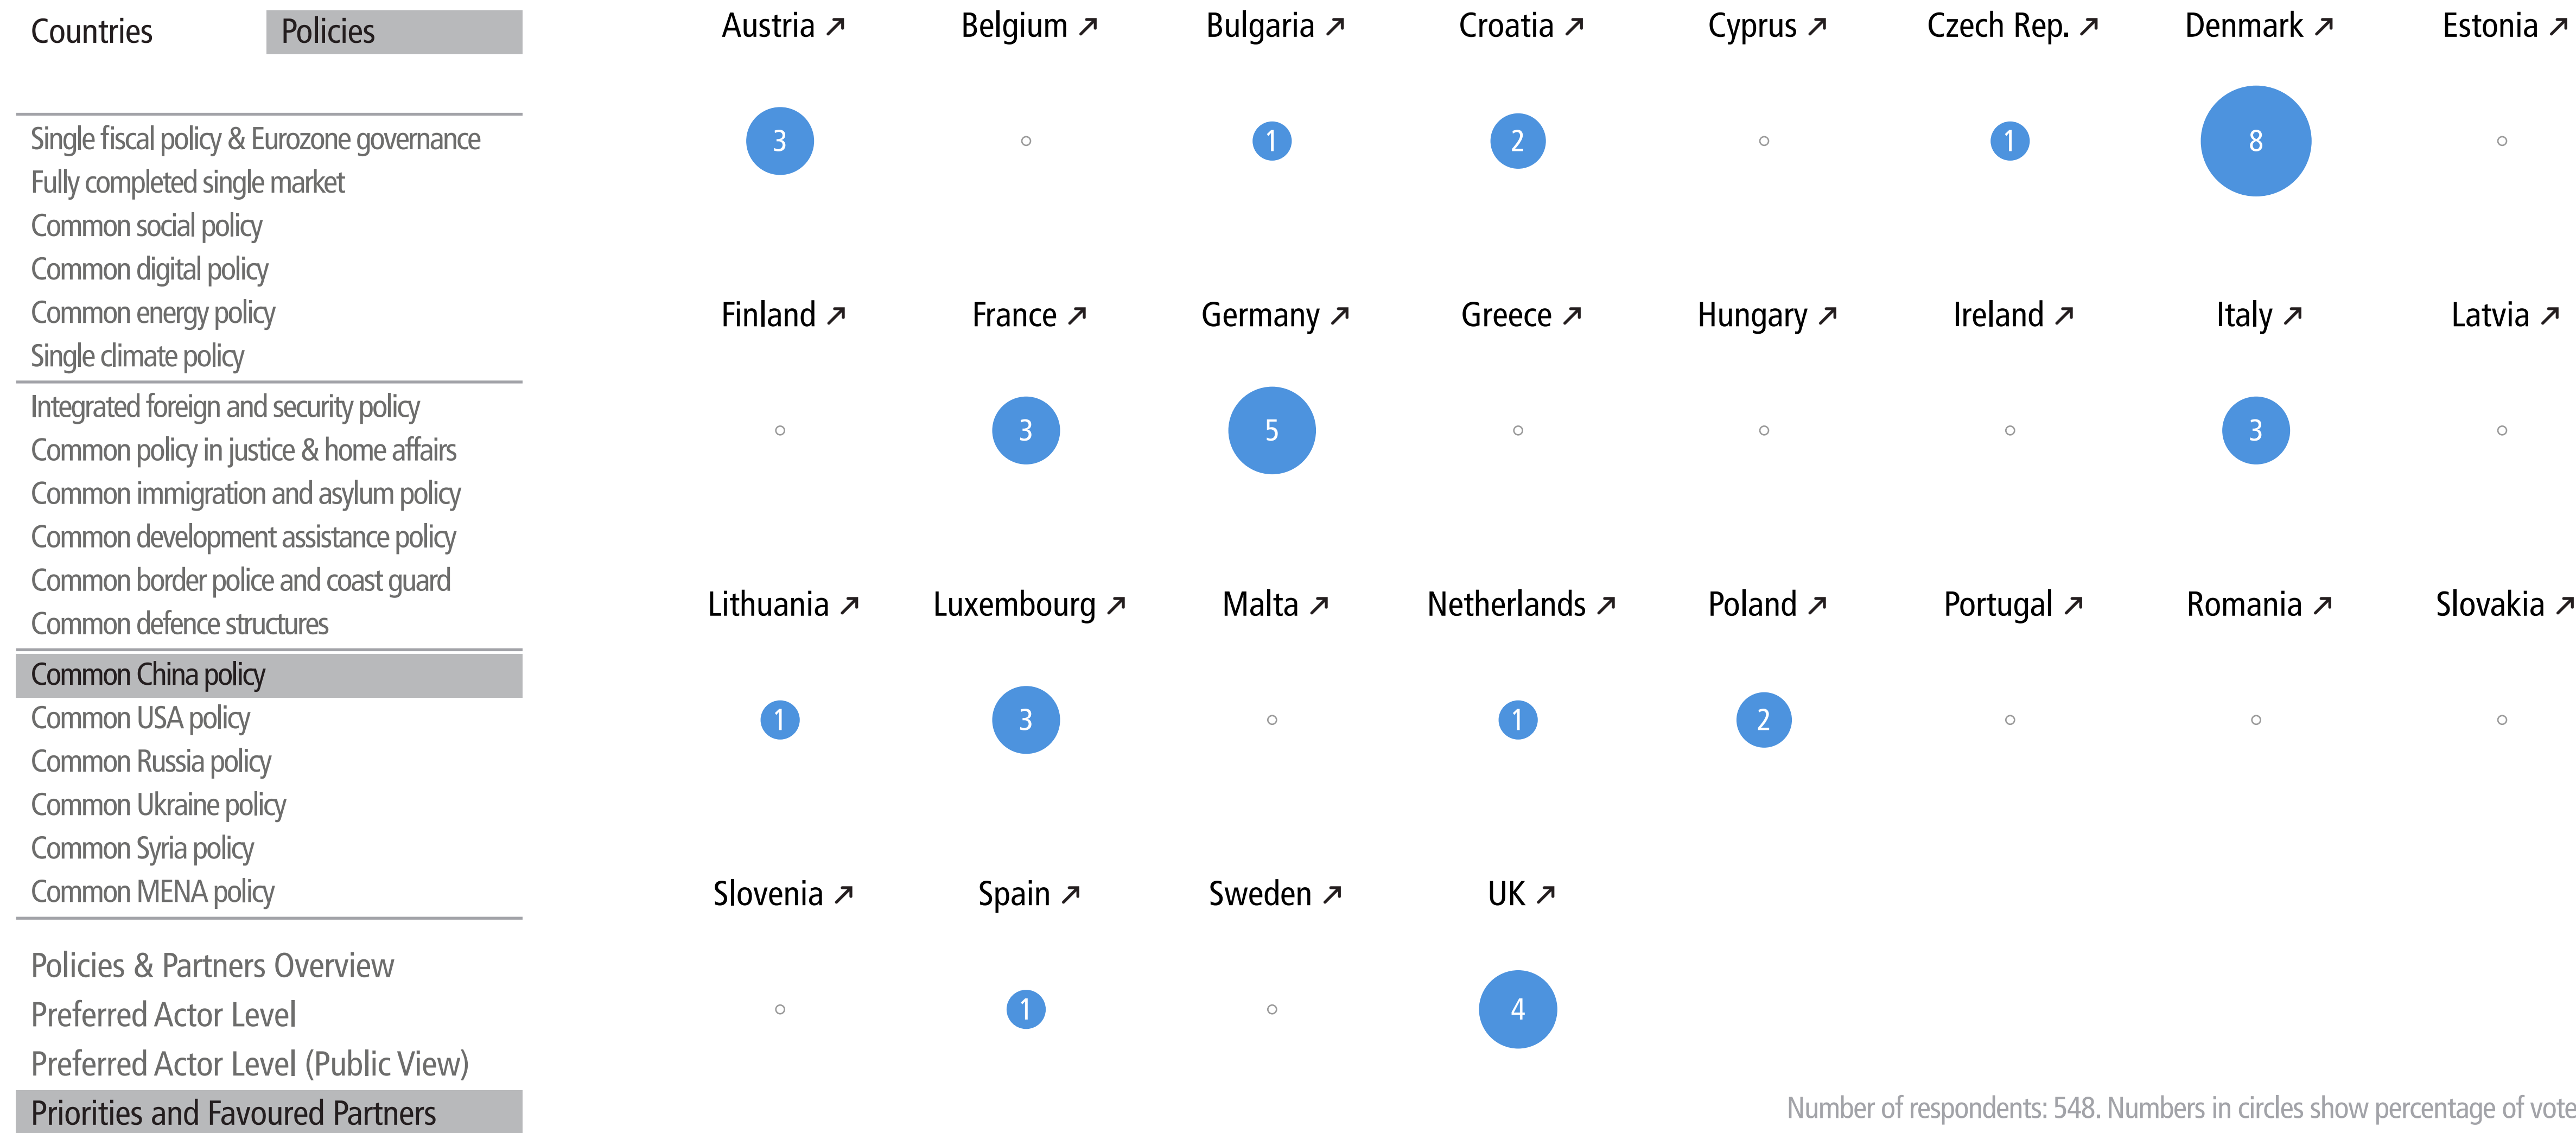 Countries Policies
Single fiscal policy & Eurozone governance
Fully completed single market
Common social policy
Common digital policy
Common energy policy
Single climate policy
Integrated foreign and security policy
Common policy in justice & home affairs
Common immigration and asylum policy
Common development assistance policy
Common border police and coast guard
Common defence structures
Common China policy
Common USA policy
Common Russia policy
Common Ukraine policy
Common Syria policy
Common MENA policy
Policies & Partners Overview
Preferred Actor Level
Preferred Actor Level (Public View)
Priorities and Favoured Partners
Austria ↗ Belgium ↗ Bulgaria ↗ Croatia ↗ Cyprus ↗ Czech Rep. ↗ Denmark ↗ Estonia ↗
3 1 2 1 8
Finland ↗ France ↗ Germany ↗ Greece ↗ Hungary ↗ Ireland ↗ Italy ↗ Latvia ↗
3 5 3
Lithuania ↗ Luxembourg ↗ Malta ↗ Netherlands ↗ Poland ↗ Portugal ↗ Romania ↗ Slovakia ↗
1 3 1 2
Slovenia ↗ Spain ↗ Sweden ↗ UK ↗
1 4
Number of respondents: 548. Numbers in circles show percentage of vote